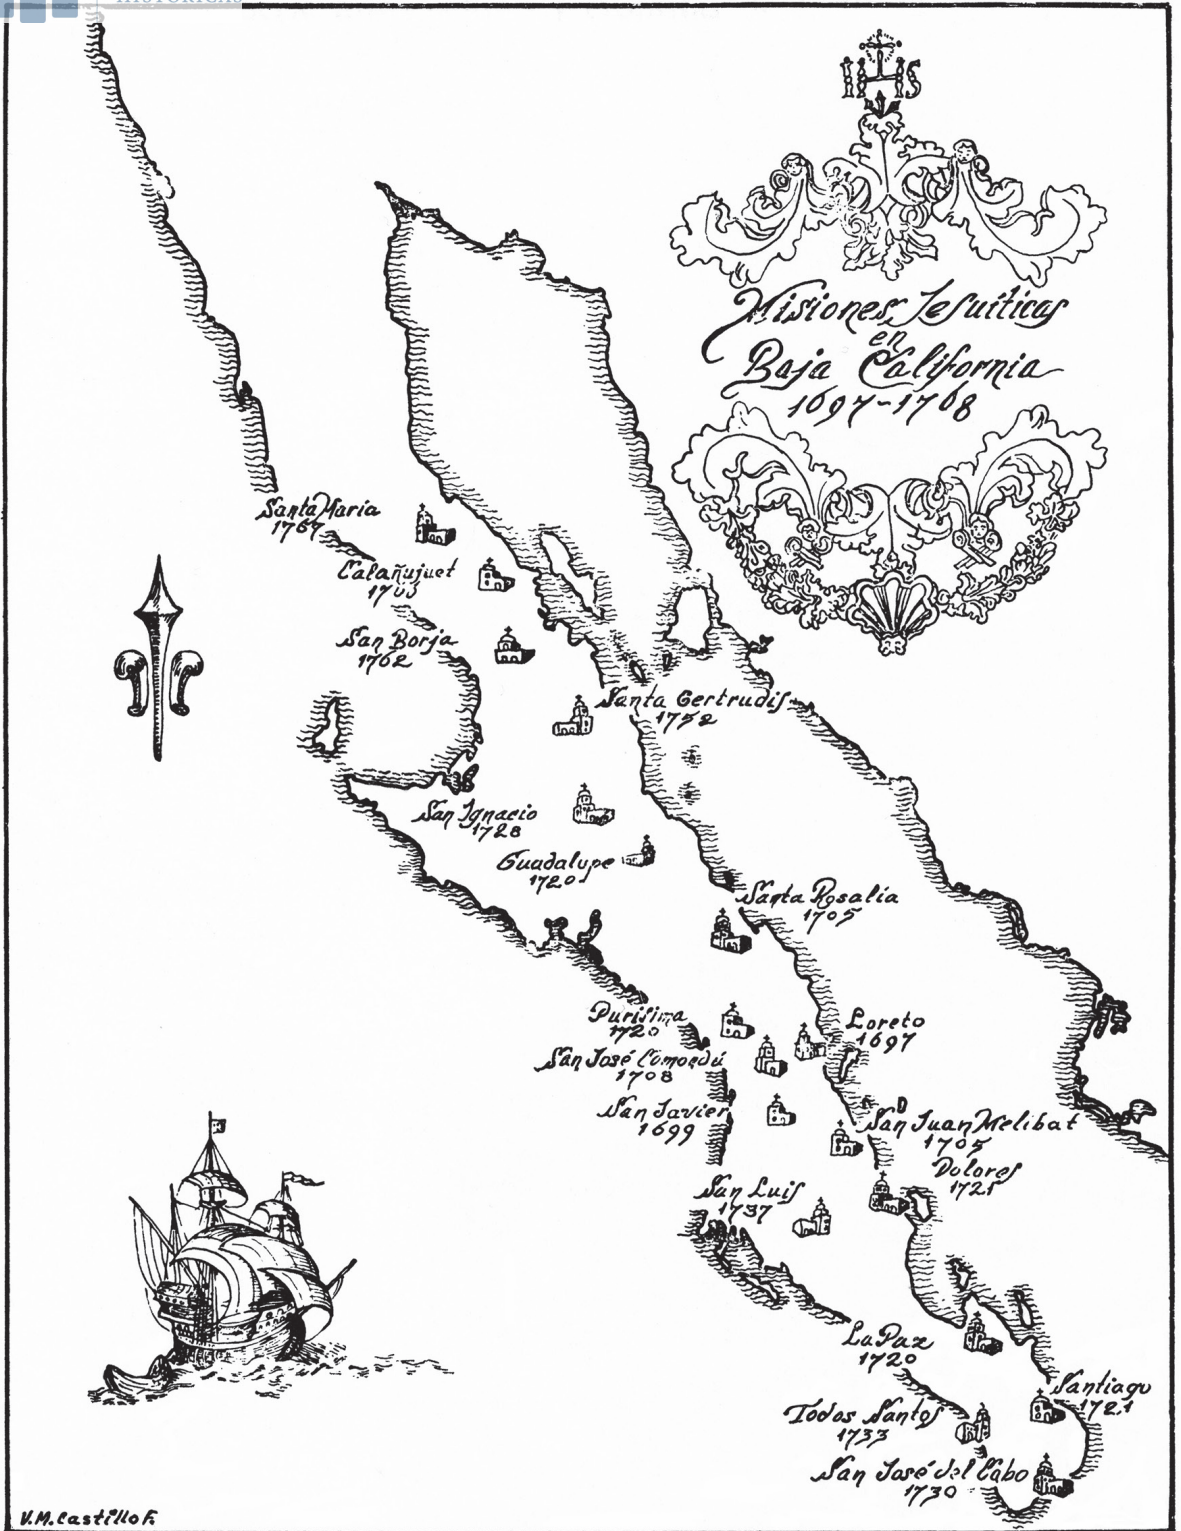 HISTÓRICAS
IHS
Misiones Jesuíticas
en
Baja California
1697-1768
Santa María
1767
Calañujuet
San Borja
1762
Santa Gertrudis
1752
San Ignacio
1728
Guadalupe
1720
Santa Rosalía
1705
Purísima
1720
Loreto
1697
San José Comondú
1708
San Javier
1699
San Juan Melibat
1705
Dolores
1721
San Luis
1737
La Paz
1720
Santiago
1721
Todos Santos
1733
San José del Cabo
1730
V.M. Castillo F.